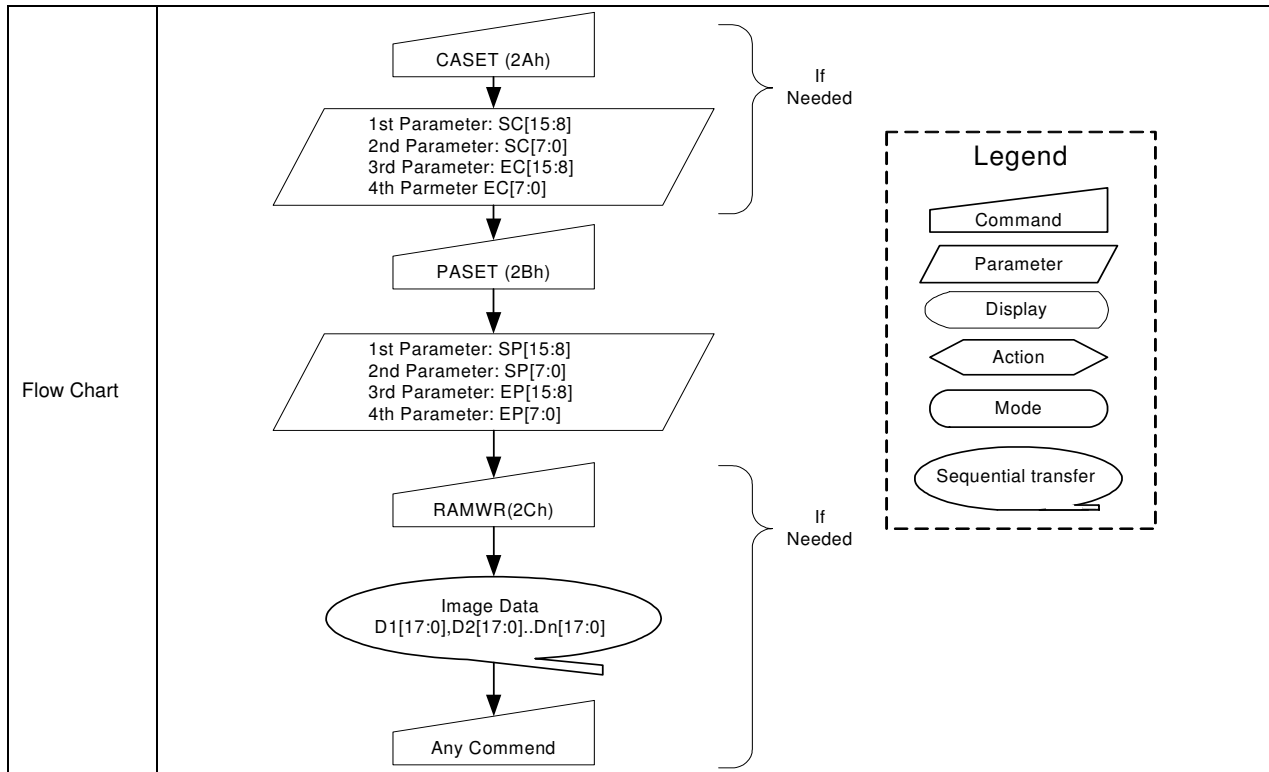 Flow Chart
CASET (2Ah)
If
Needed
1st Parameter: SC[15:8]
2nd Parameter: SC[7:0]
3rd Parameter: EC[15:8]
4th Parmeter EC[7:0]
PASET (2Bh)
1st Parameter: SP[15:8]
2nd Parameter: SP[7:0]
3rd Parameter: EP[15:8]
4th Parameter: EP[7:0]
RAMWR(2Ch)
If
Needed
Image Data
D1[17:0],D2[17:0]..Dn[17:0]
Any Commend
Legend
Command
Parameter
Display
Action
Mode
Sequential transfer